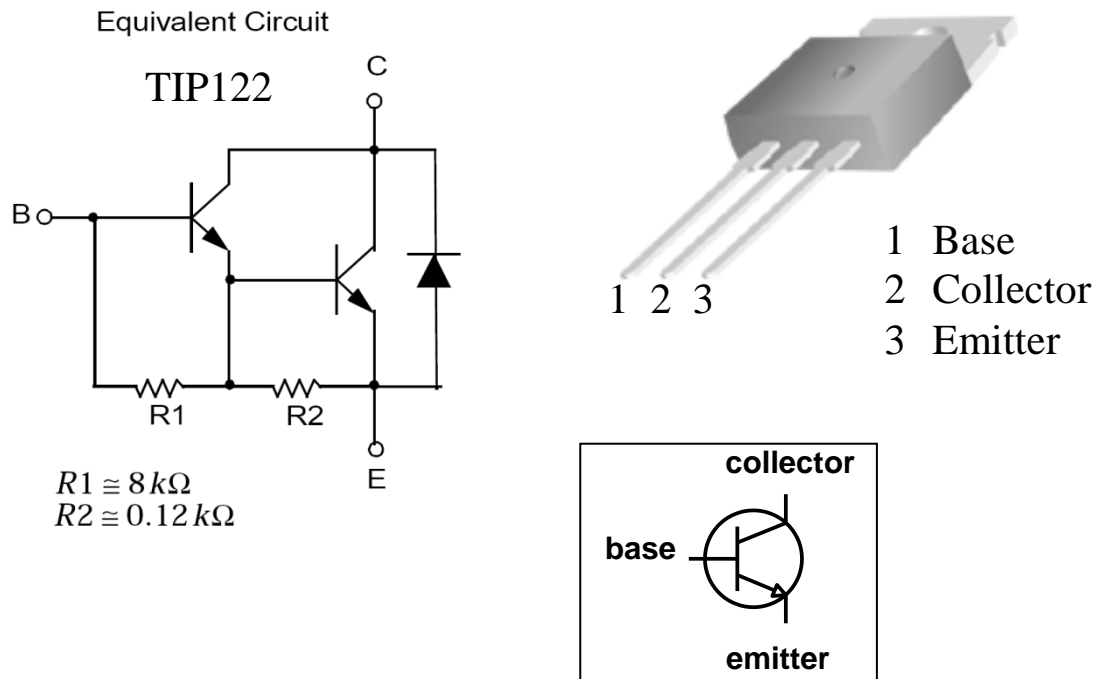 Equivalent Circuit
TIP122
C
B
R1
R2
E
R1 ≅ 8 kΩ
R2 ≅ 0.12 kΩ
1 2 3
1 Base
2 Collector
3 Emitter
collector
base
emitter